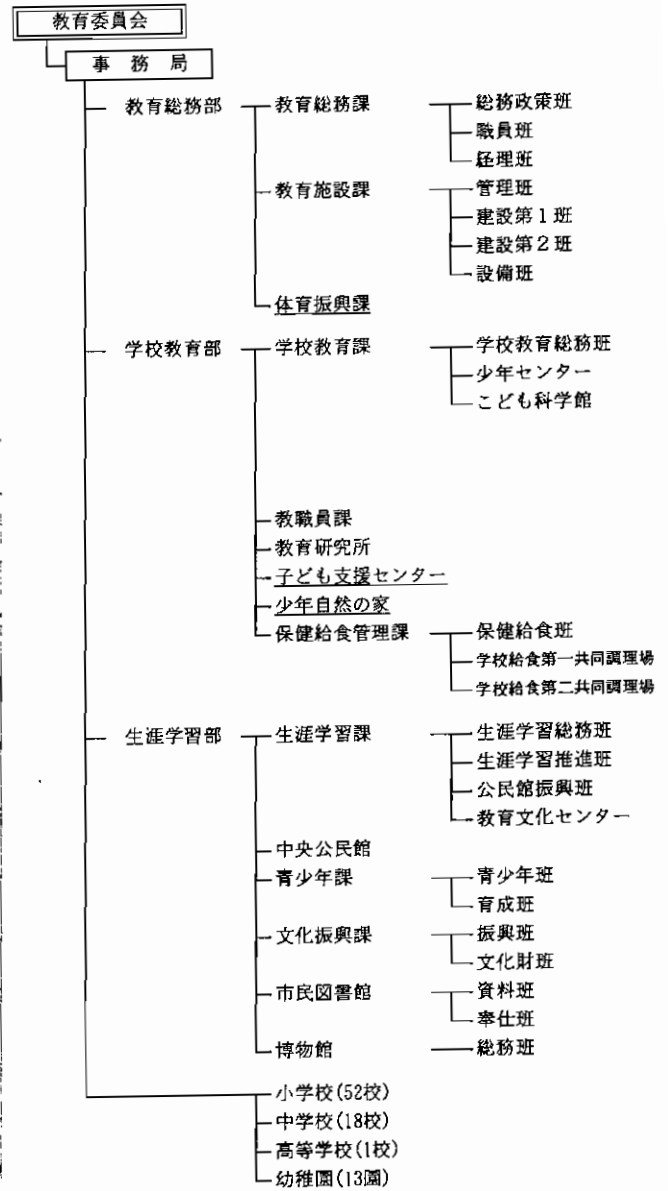 教育委員会
事務局
教育総務部 教育総務課 総務政策班
職員班
経理班
教育施設課 管理班
建設第1班
建設第2班
設備班
体育振興課
学校教育部 学校教育課 学校教育総務班
少年センター
こども科学館
教職員課
教育研究所
子ども支援センター
少年自然の家
保健給食管理課 保健給食班
学校給食第一共同調理場
学校給食第二共同調理場
生涯学習部 生涯学習課 生涯学習総務班
生涯学習推進班
公民館振興班
教育文化センター
中央公民館
青少年課 青少年班
育成班
文化振興課 振興班
文化財班
市民図書館 資料班
奉仕班
博物館 総務班
小学校(52校)
中学校(18校)
高等学校(1校)
幼稚園(13園)